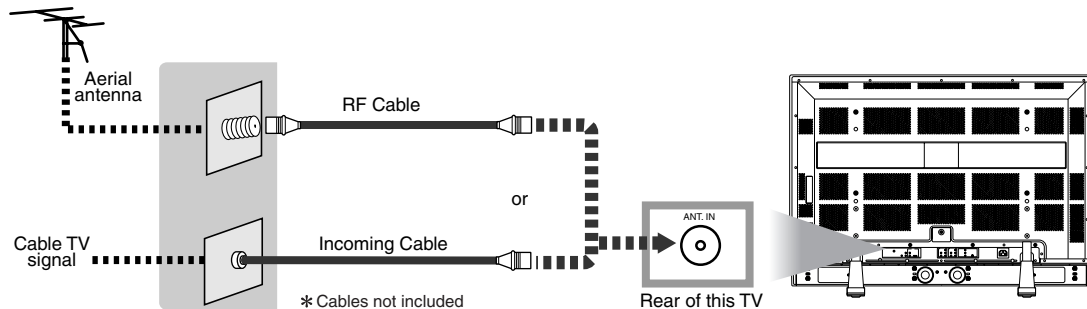 Aerial
antenna
RF Cable
or
ANT. IN
Cable TV
signal
Incoming Cable
Rear of this TV
* Cables not included